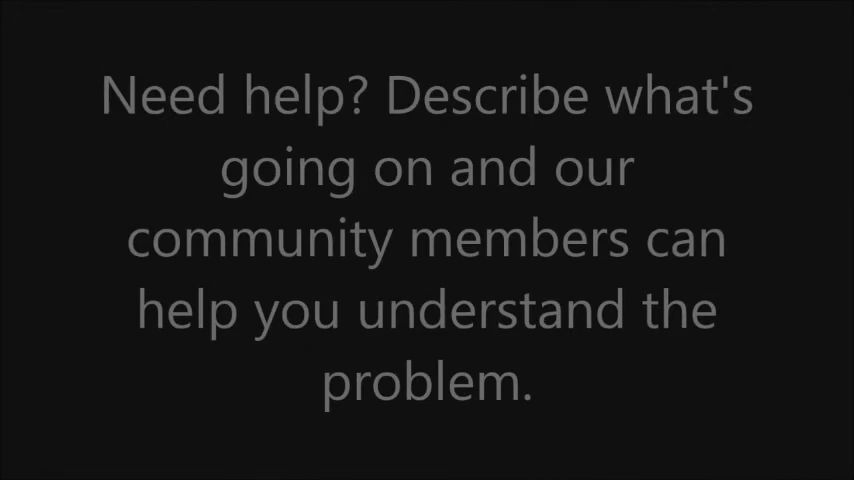 Need help? Describe what's
going on and our
community members can
help you understand the
problem.